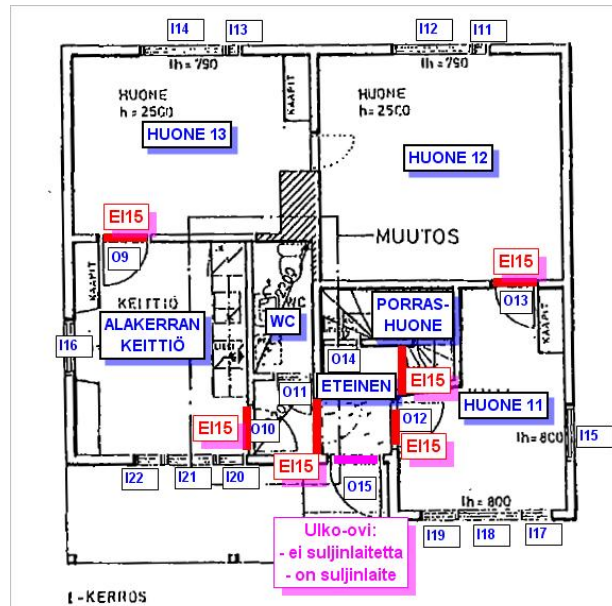 I14 I13 I12 I11
lh= 790 lh= 790
HUONE
h= 2500
KAAPIT
HUONE
h= 2500
KAAPIT
HUONE 13
HUONE 12
EI15
O9
MUUTOS
EI15
O13
KAAPIT
KEITTIÖ
2200
WC
PORRAS-
HUONE
KAAPIT
ALAKERRAN
KEITTIÖ
WC
I16
O14
EI15
ETEINEN
O11
HUONE 11
EI15
O10
O12
EI15
EI15
I15
lh= 800
I22 I21 I20
O15
lh= 800
I19 I18 I17
Ulko-ovi:
- ei suljinlaitetta
- on suljinlaite
I-KERROS